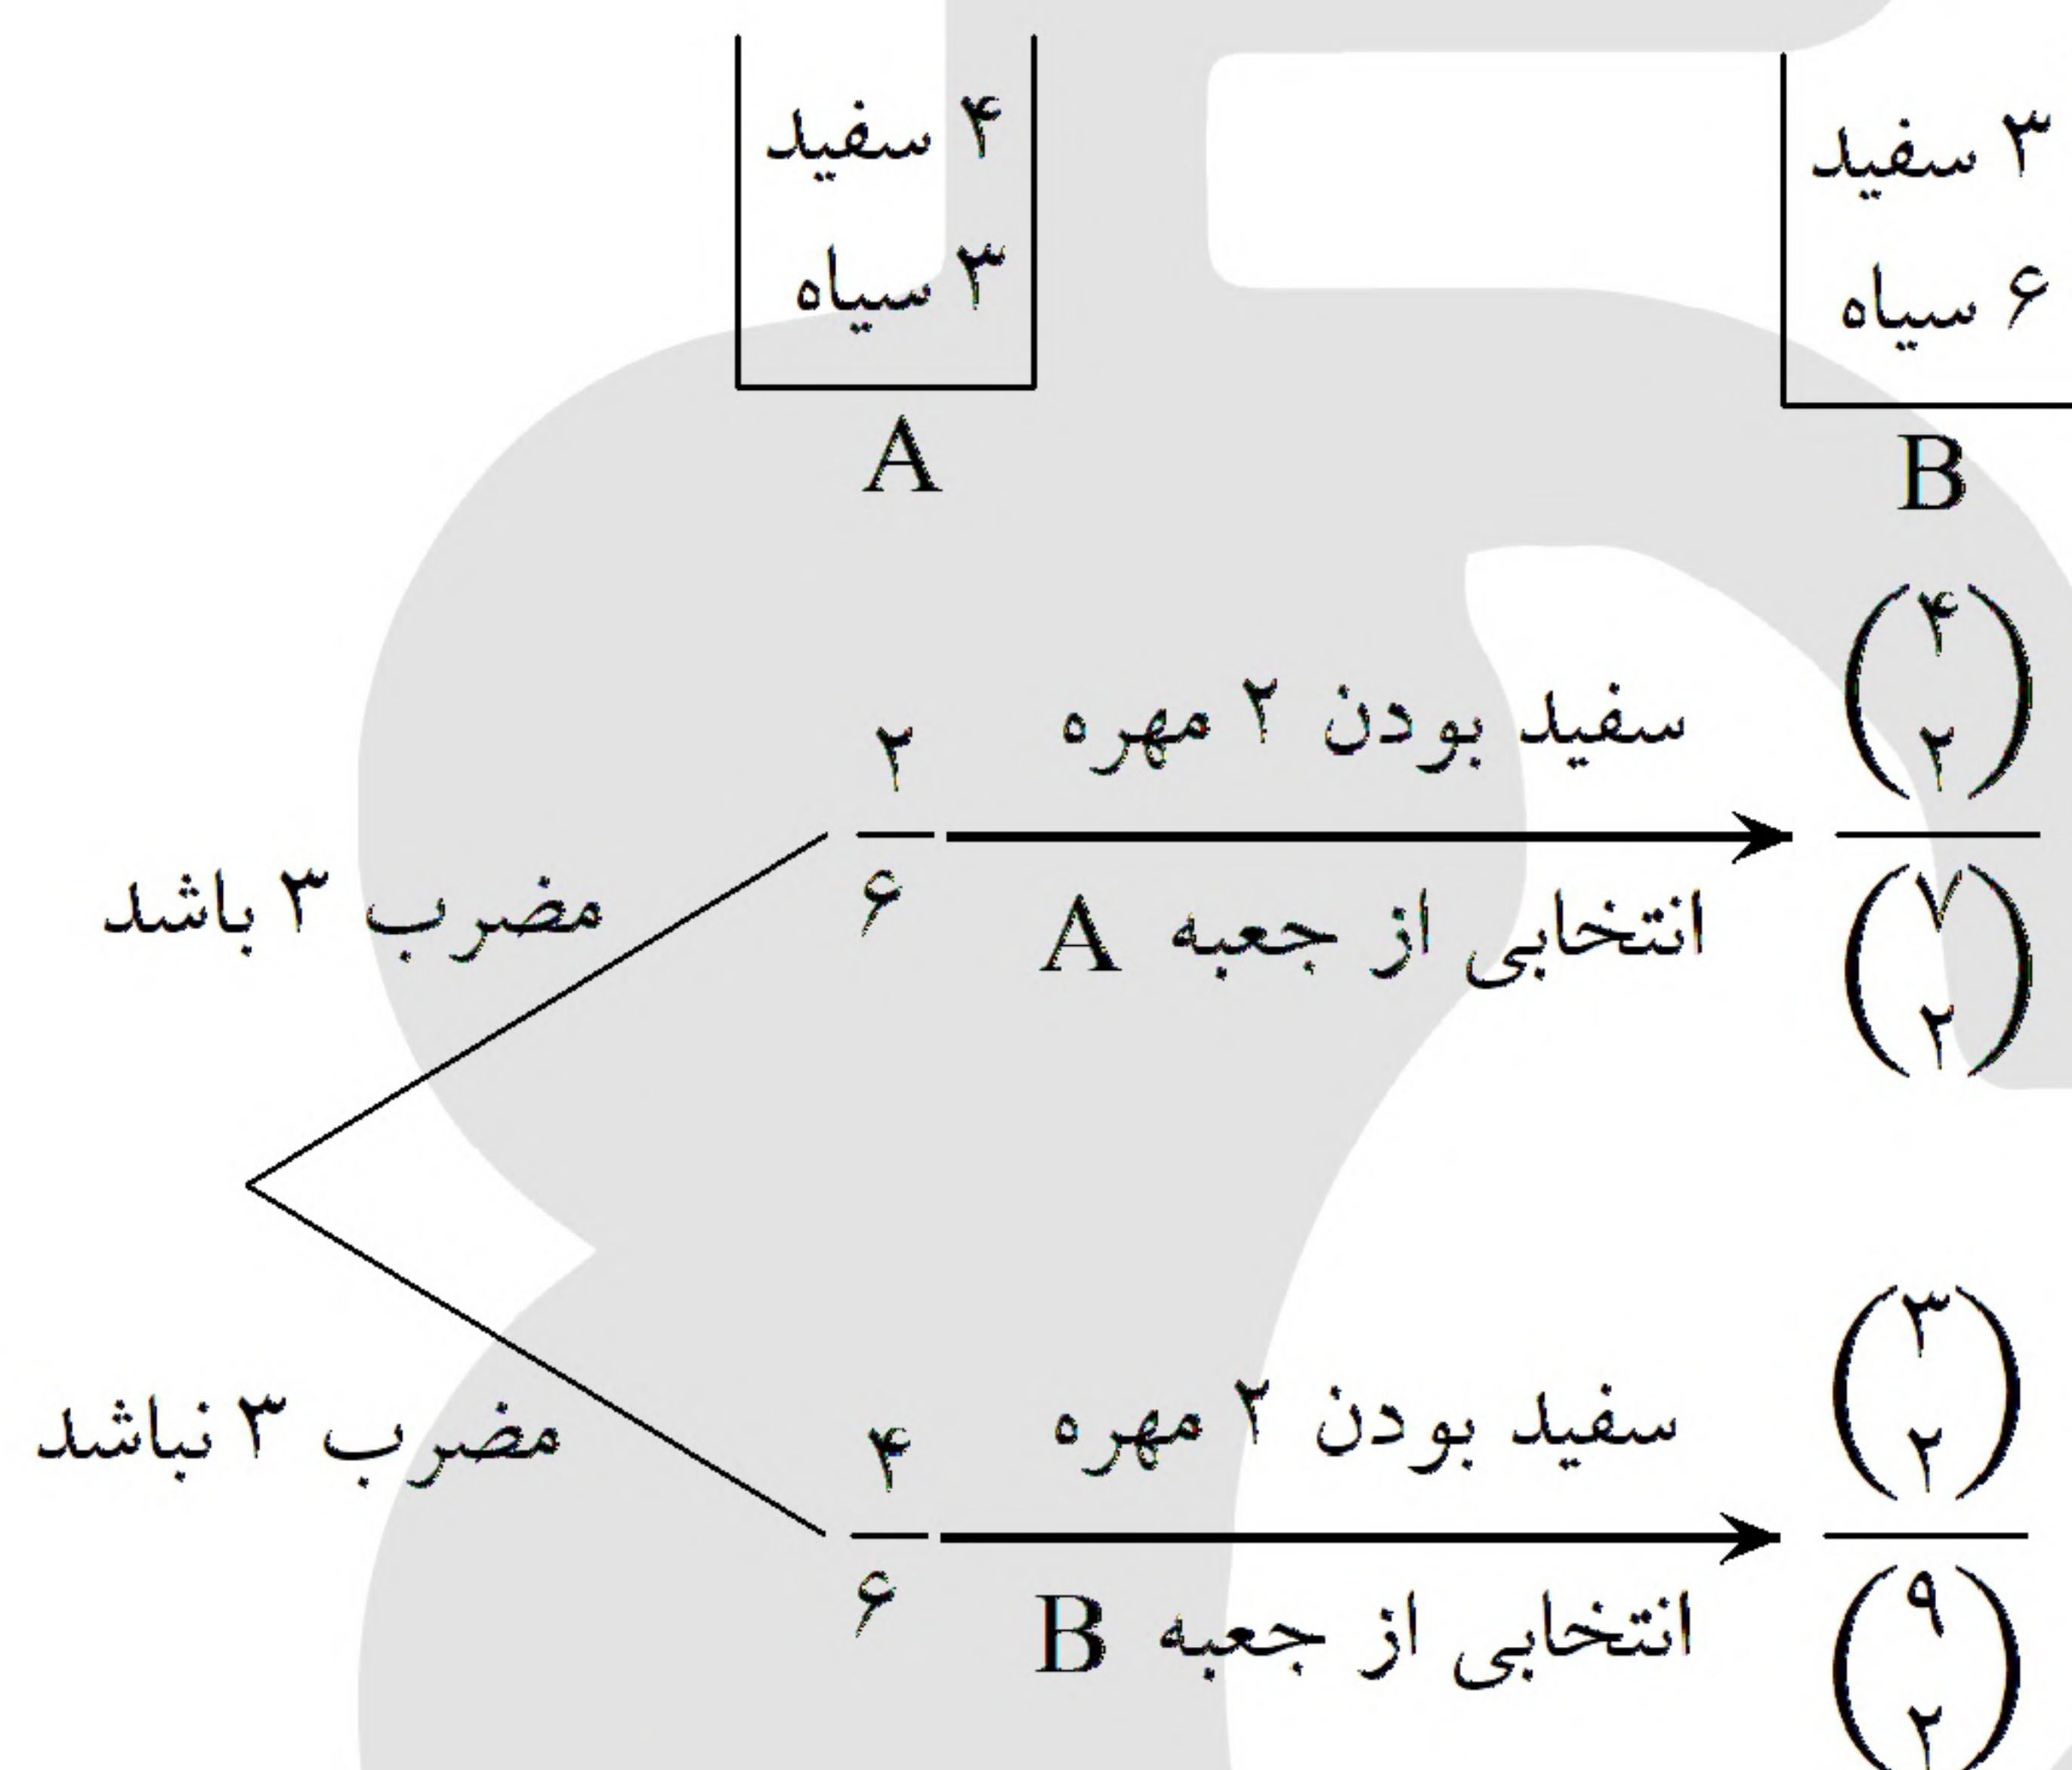 ۴ سفید
۳ سیاه
A
۳ سفید
۶ سیاه
B
مضرب ۳ باشد
۲
۶
سفید بودن ۲ مهره
انتخابی از جعبه A
(۴
۲)
(۷
۲)
مضرب ۳ نباشد
۴
۶
سفید بودن ۲ مهره
انتخابی از جعبه B
(۳
۲)
(۹
۲)